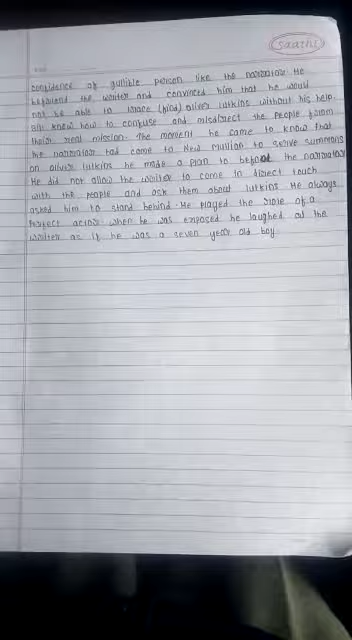 Saathi
confidence of gullible person like the narrator. He
befriend the writer and convinced him that he would
not be able to trace (find) oliver lutkins without his help.
Bill knew how to confuse and misdirect the people from
their real mission. The moment he came to know that
the narrator had come to New Mullion to serve summons
on oliver lutkins he made a plan to befool the narrator
He did not allow the writer to come in direct touch
with the people and ask them about lutkins He always
asked him to stand behind. He played the role of a
perfect actor when he was exposed he laughed at the
writer as if he was a seven year old boy